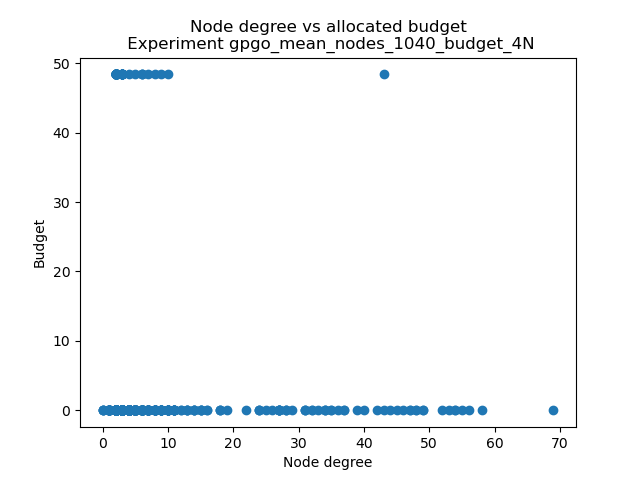 Node degree vs allocated budget
Experiment gpgo_mean_nodes_1040_budget_4N
50
40
30
20
10
0
Budget
0 10 20 30 40 50 60 70
Node degree